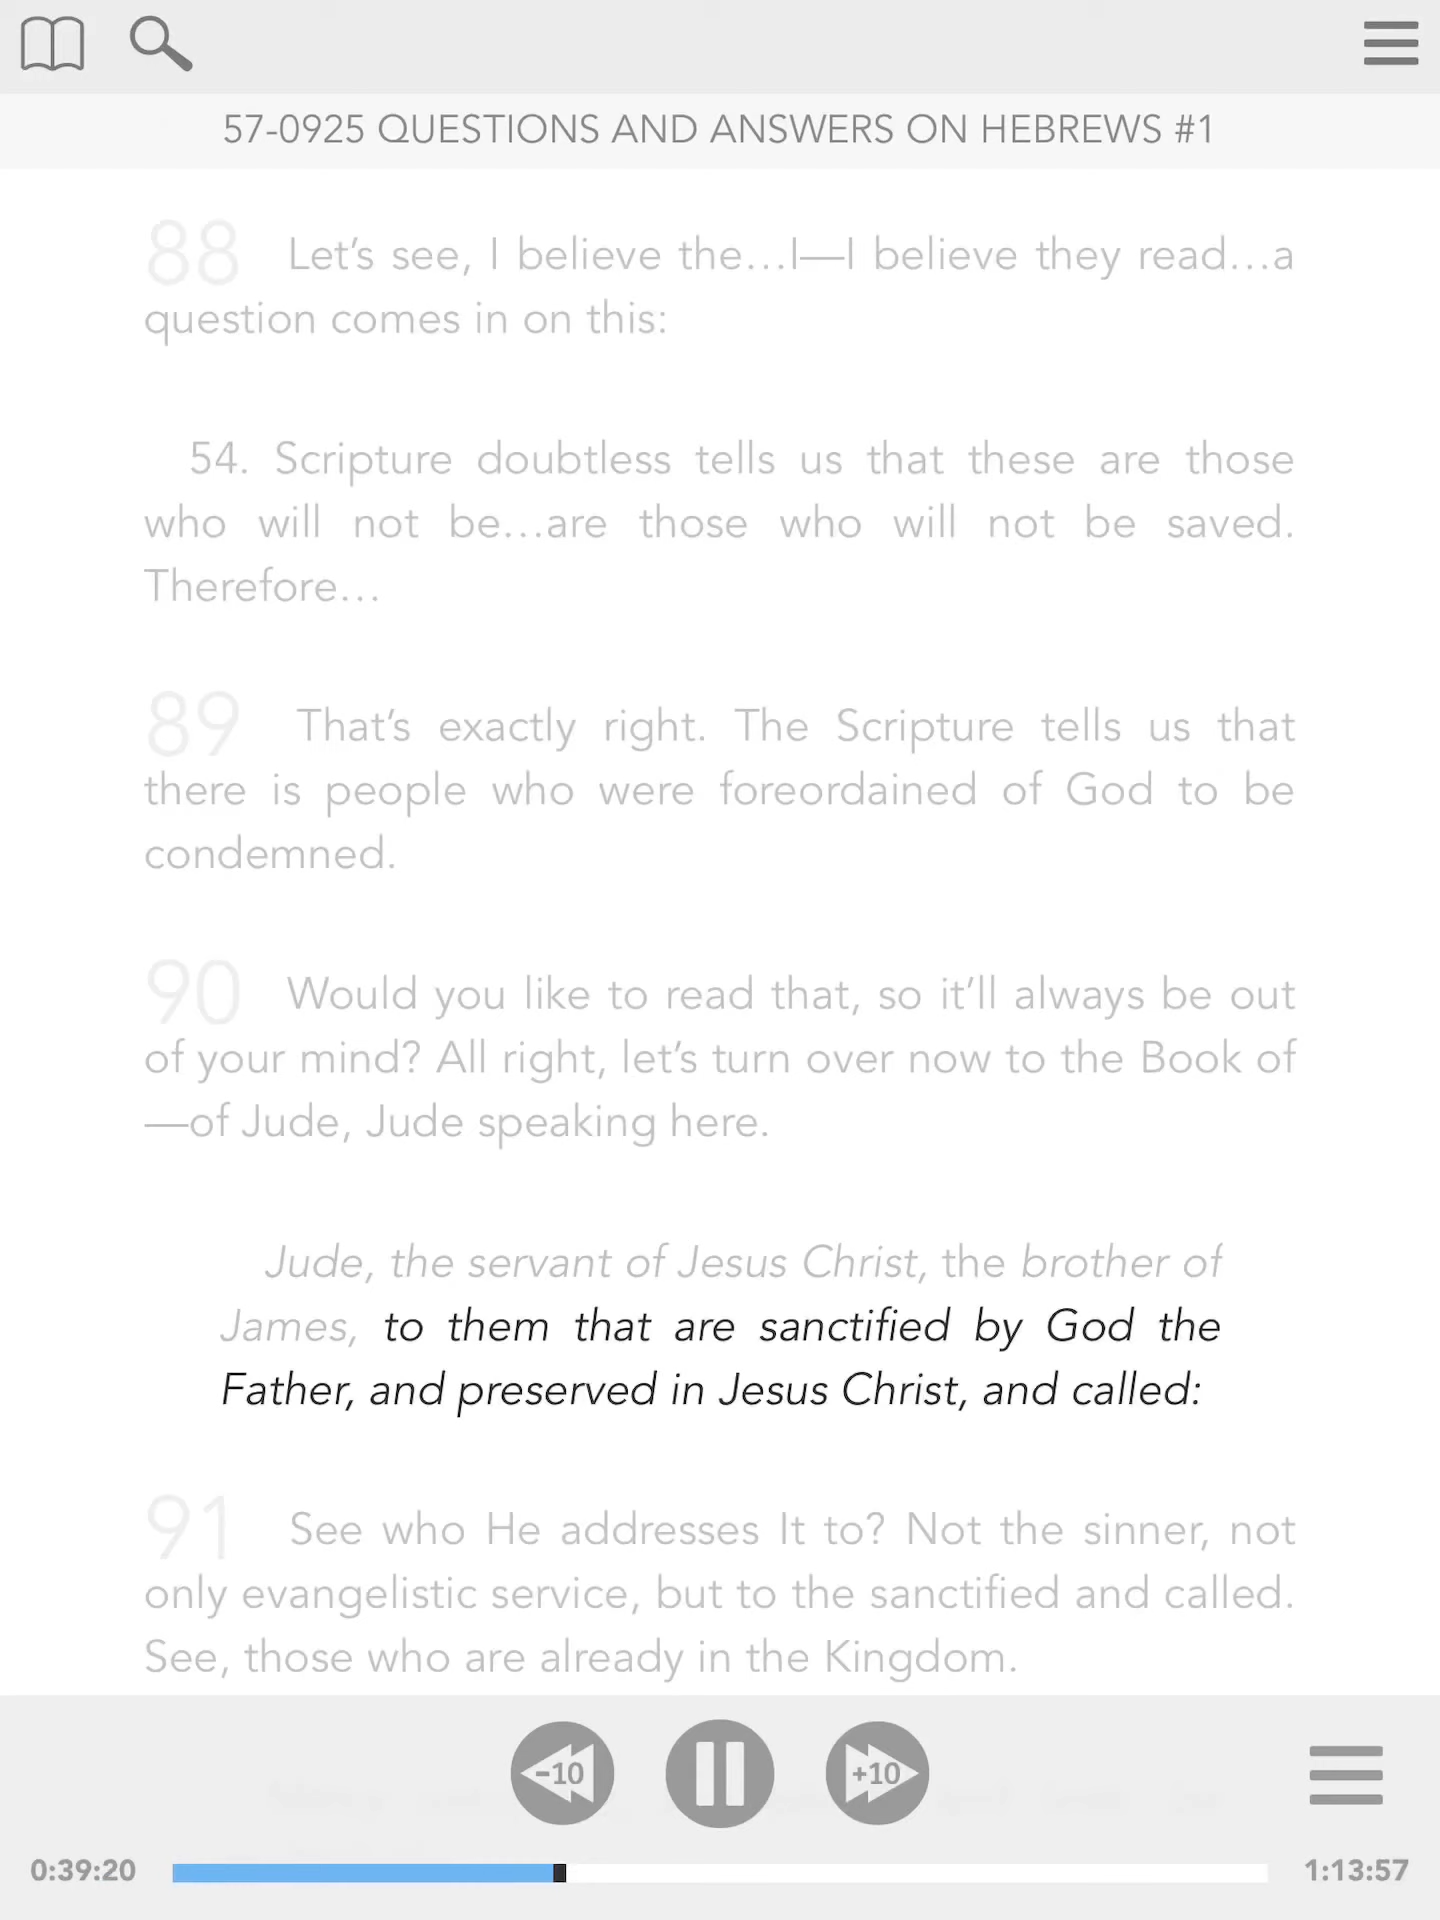 57-0925 QUESTIONS AND ANSWERS ON HEBREWS #1
88 Let’s see, I believe the…I—I believe they read…a
question comes in on this:
54. Scripture doubtless tells us that these are those
who will not be…are those who will not be saved.
Therefore…
89 That’s exactly right. The Scripture tells us that
there is people who were foreordained of God to be
condemned.
90 Would you like to read that, so it’ll always be out
of your mind? All right, let’s turn over now to the Book of
—of Jude, Jude speaking here.
Jude, the servant of Jesus Christ, the brother of
James, to them that are sanctified by God the
Father, and preserved in Jesus Christ, and called:
91 See who He addresses It to? Not the sinner, not
only evangelistic service, but to the sanctified and called.
See, those who are already in the Kingdom.
-10 +10
0:39:20 1:13:57